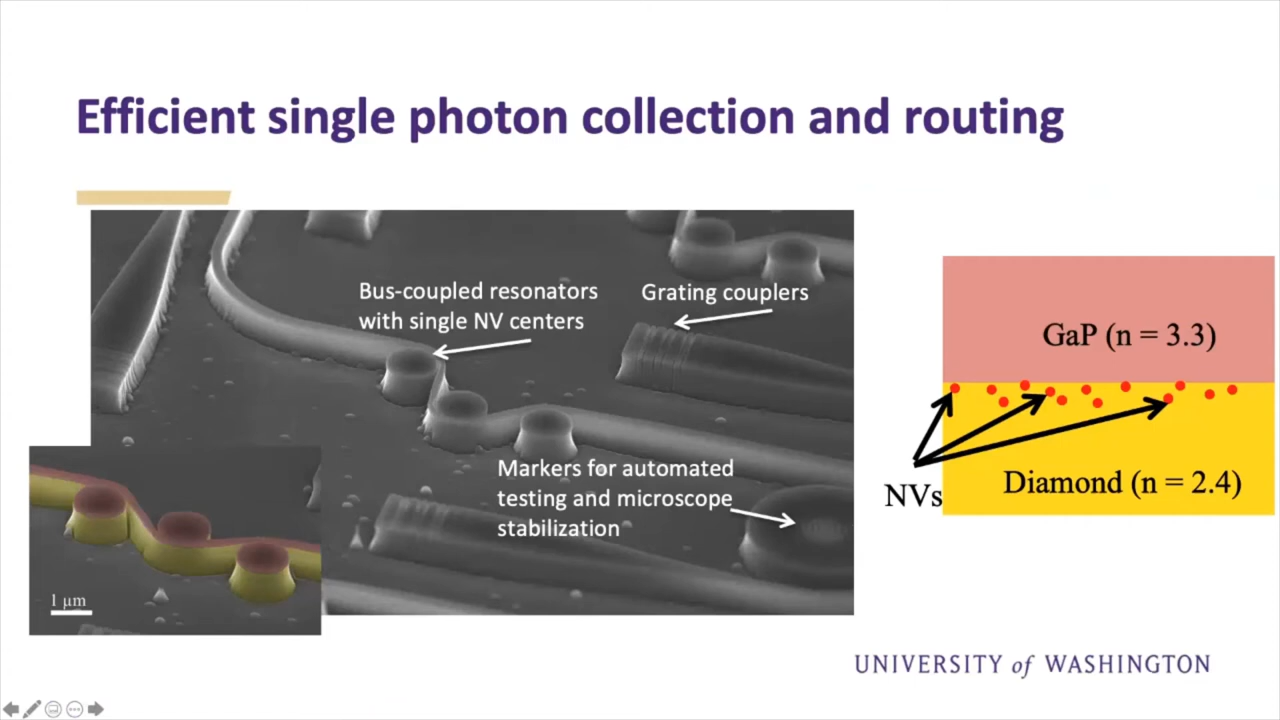 Efficient single photon collection and routing
Bus-coupled resonators
with single NV centers
Grating couplers
Markers for automated
testing and microscope
stabilization
1 μm
GaP (n = 3.3)
NVs
Diamond (n = 2.4)
UNIVERSITY of WASHINGTON